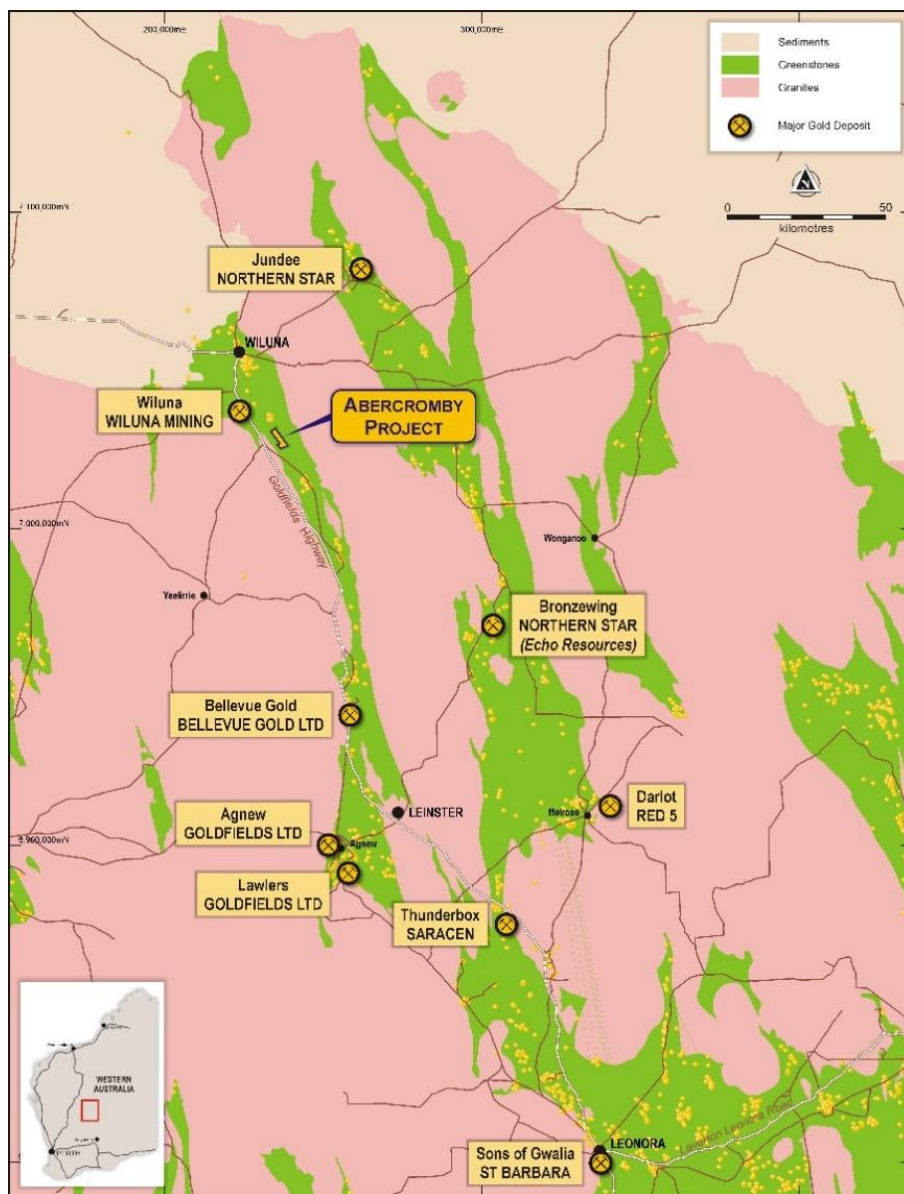 200,000mE
300,000mE
Sediments
Greenstones
Granites
Major Gold Deposit
N
0
50
kilometres
7,100,000mN
Jundee
NORTHERN STAR
WILUNA
Wiluna
WILUNA MINING
ABERCROMBY
PROJECT
Goldfields Highway
7,000,000mN
Wonganoo
Yeelirrie
Bronzewing
NORTHERN STAR
(Echo Resources)
Bellevue Gold
BELLEVUE GOLD LTD
LEINSTER
Darlot
RED 5
Melrose
Agnew
GOLDFIELDS LTD
6,900,000mN
Agnew
Lawlers
GOLDFIELDS LTD
Thunderbox
SARACEN
WESTERN
AUSTRALIA
PERTH
Laverton Leonora Road
LEONORA
Sons of Gwalia
ST BARBARA